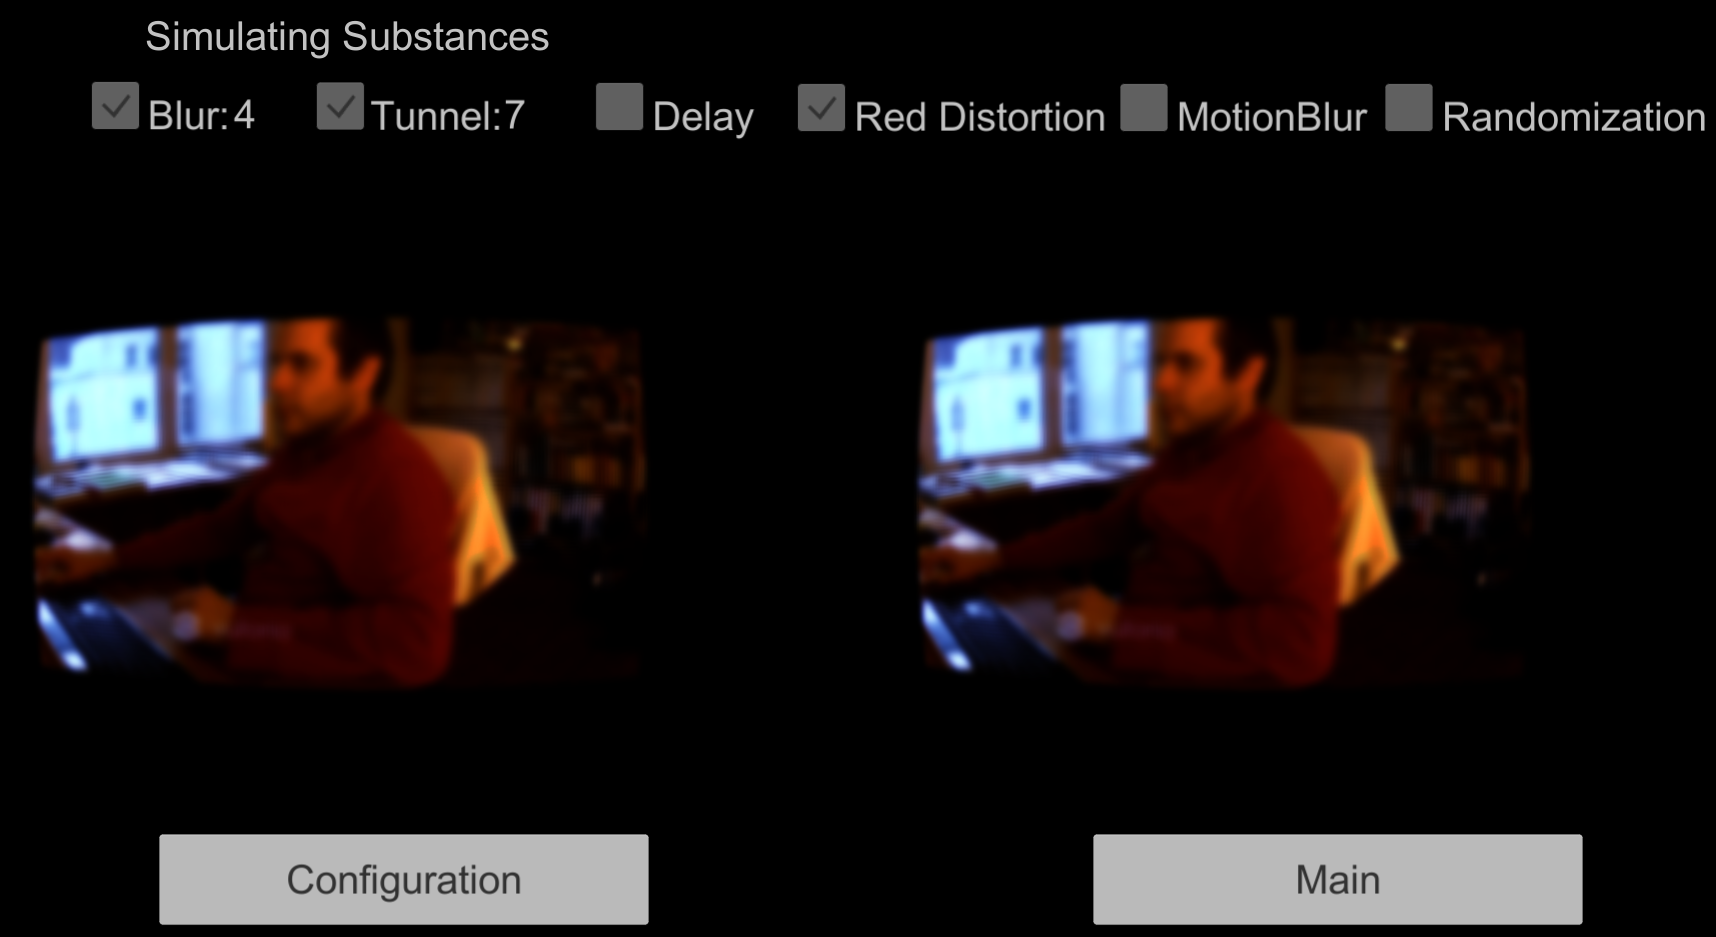 Simulating Substances
Blur:4 Tunnel:7 Delay Red Distortion MotionBlur Randomization
Configuration Main